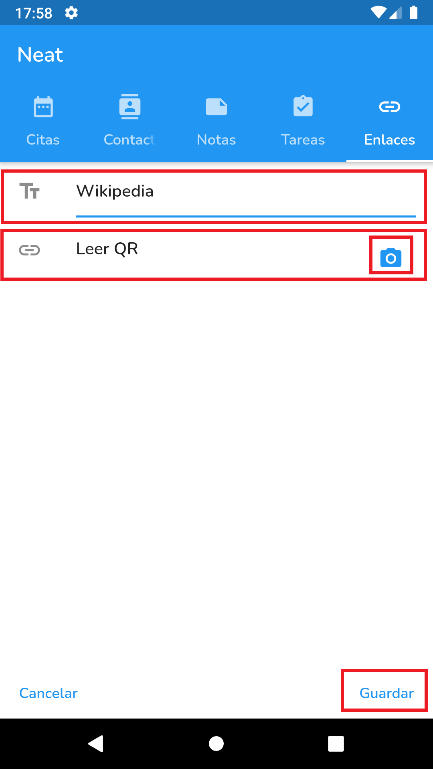 17:58
Neat
Citas Contact Notas Tareas Enlaces
Wikipedia
Leer QR
Cancelar Guardar